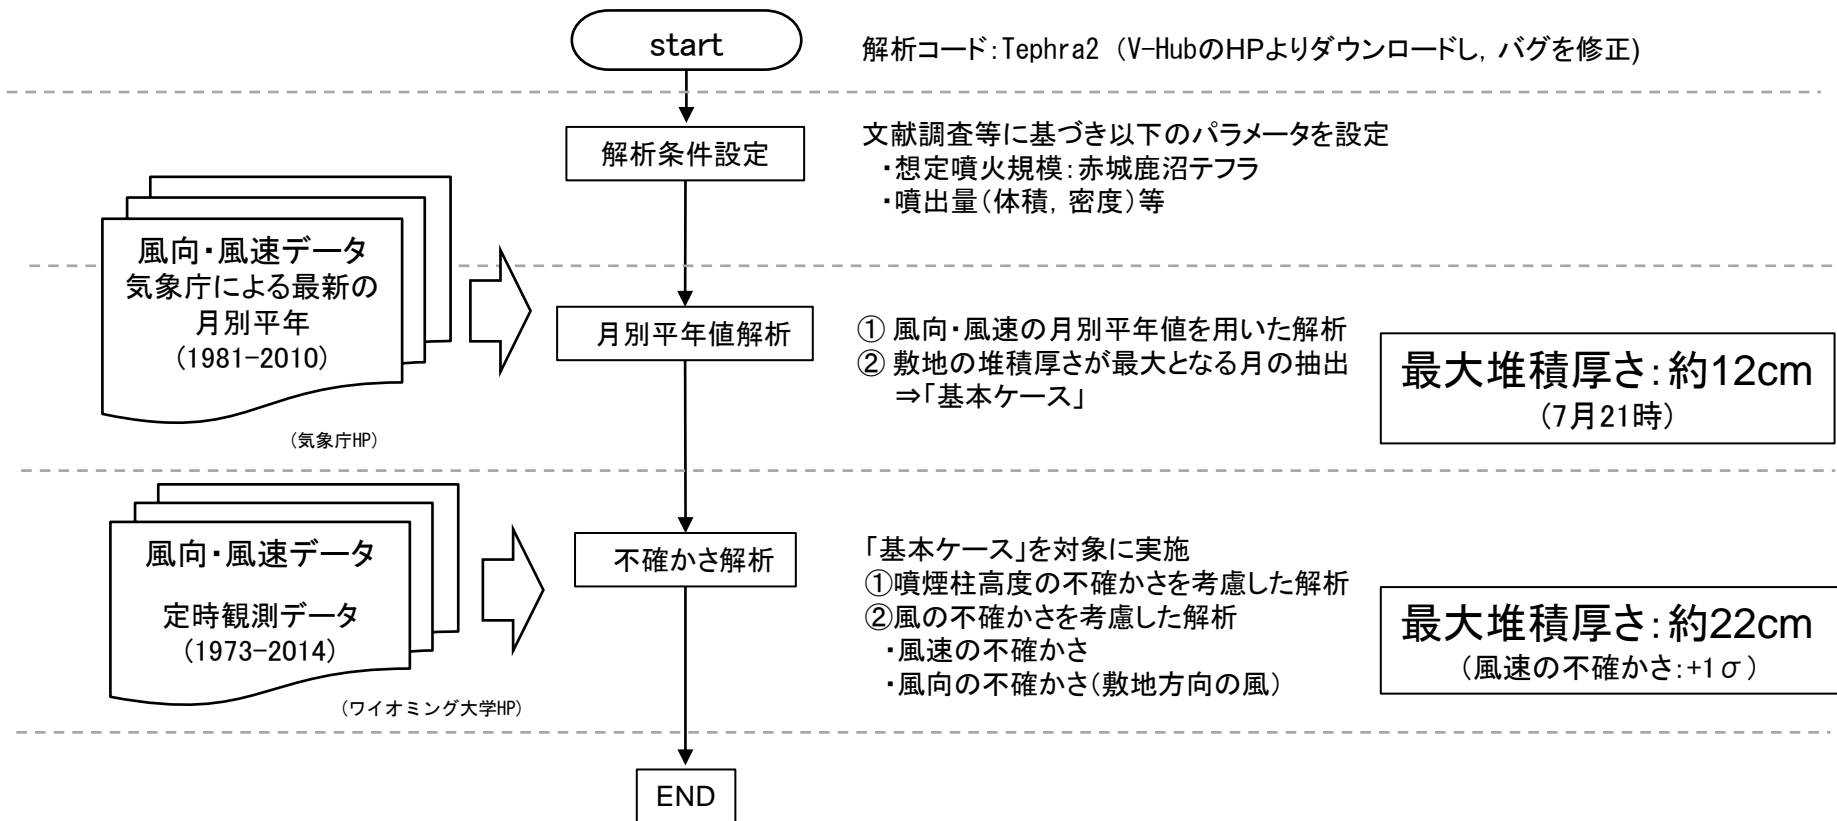 start
解析コード:Tephra2 (V-HubのHPよりダウンロードし, バグを修正)
解析条件設定
文献調査等に基づき以下のパラメータを設定
・想定噴火規模:赤城鹿沼テフラ
・噴出量(体積, 密度)等
風向・風速データ
気象庁による最新の
月別平年
(1981-2010)
(気象庁HP)
月別平年値解析
① 風向・風速の月別平年値を用いた解析
② 敷地の堆積厚さが最大となる月の抽出
⇒「基本ケース」
最大堆積厚さ:約12cm
(7月21時)
風向・風速データ
定時観測データ
(1973-2014)
(ワイオミング大学HP)
不確かさ解析
「基本ケース」を対象に実施
①噴煙柱高度の不確かさを考慮した解析
②風の不確かさを考慮した解析
・風速の不確かさ
・風向の不確かさ(敷地方向の風)
最大堆積厚さ:約22cm
(風速の不確かさ:+1σ)
END